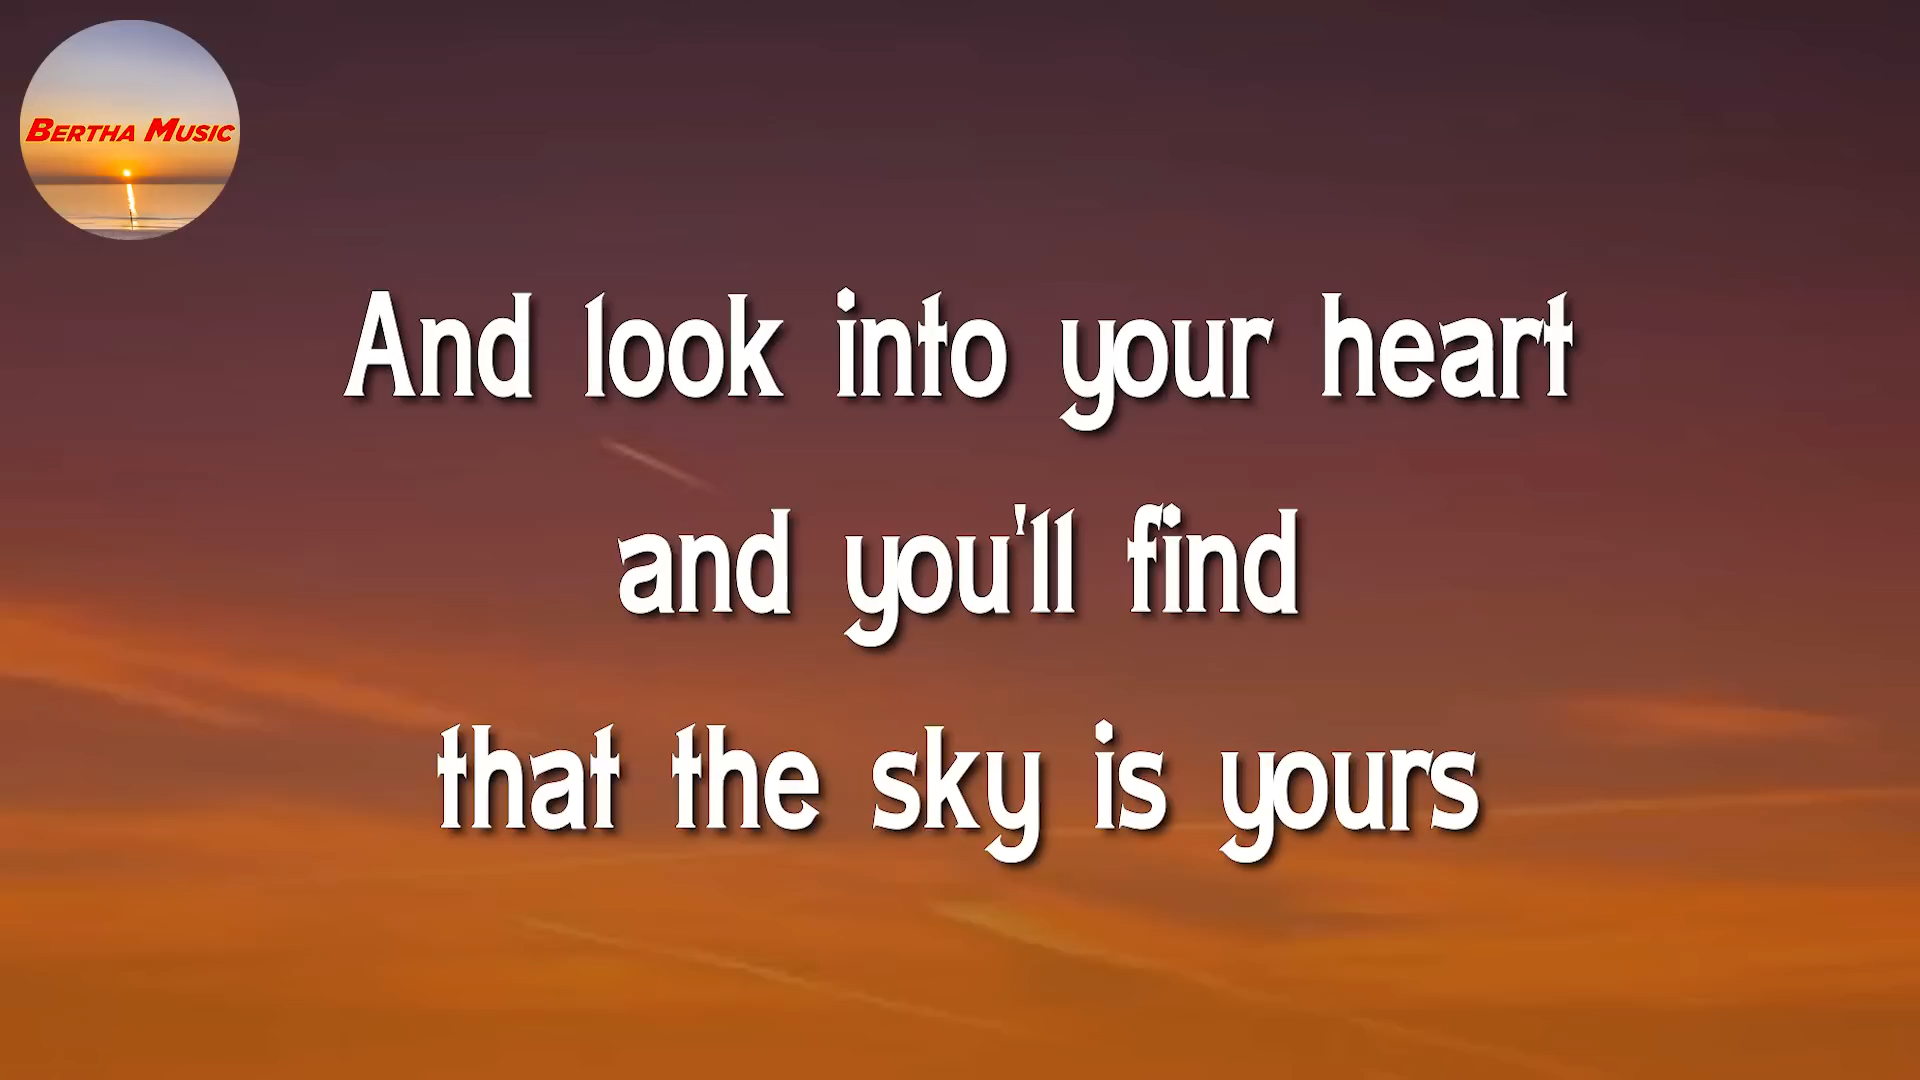 BERTHA MUSIC
And look into your heart
and you'll find
that the sky is yours